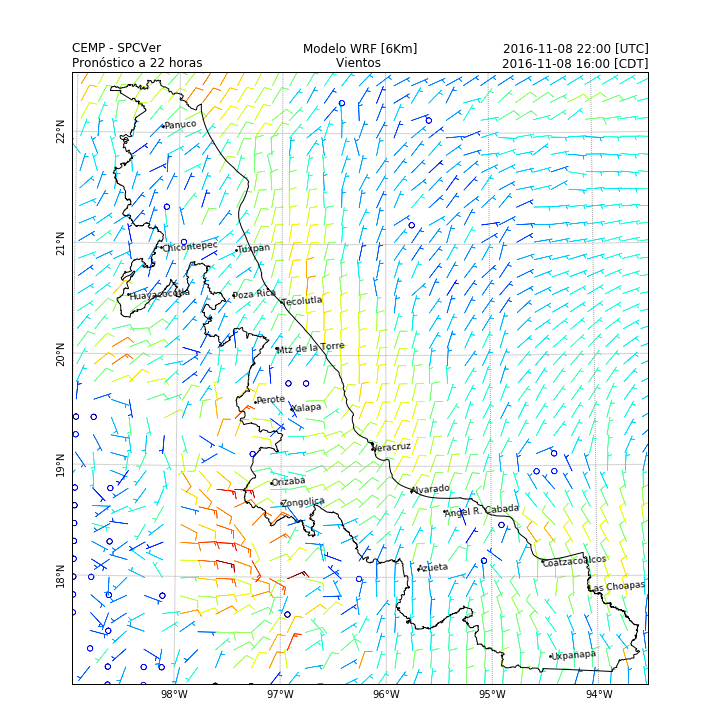 CEMP - SPCVer Modelo WRF [6Km] 2016-11-08 22:00 [UTC]
Pronóstico a 22 horas Vientos 2016-11-08 16:00 [CDT]
22°N
Panuco
21°N
Chicontepec Tuxpan
Huayacocotla Poza Rica Tecolutla
20°N
Mtz de la Torre
Perote Xalapa
19°N
Veracruz
Orizaba Alvarado
Zongolica Angel R. Cabada
18°N
Azueta Coatzacoalcos
Las Choapas
Uxpanapa
98°W 97°W 96°W 95°W 94°W